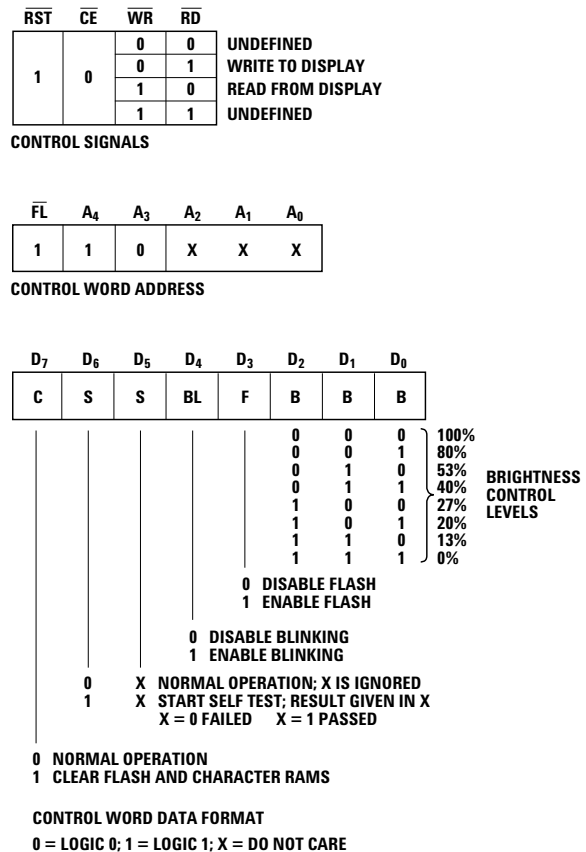 RST CE WR RD
0 0 UNDEFINED
1 0 0 1 WRITE TO DISPLAY
1 0 READ FROM DISPLAY
1 1 UNDEFINED
CONTROL SIGNALS
FL A4 A3 A2 A1 A0
1 1 0 X X X
CONTROL WORD ADDRESS
D7 D6 D5 D4 D3 D2 D1 D0
C S S BL F B B B
0 0 0 100%
0 0 1 80%
0 1 0 53%
0 1 1 40%
1 0 0 27%
1 0 1 20%
1 1 0 13%
1 1 1 0%
BRIGHTNESS
CONTROL
LEVELS
0 DISABLE FLASH
1 ENABLE FLASH
0 DISABLE BLINKING
1 ENABLE BLINKING
0 X NORMAL OPERATION; X IS IGNORED
1 X START SELF TEST; RESULT GIVEN IN X
X = 0 FAILED X = 1 PASSED
0 NORMAL OPERATION
1 CLEAR FLASH AND CHARACTER RAMS
CONTROL WORD DATA FORMAT
0 = LOGIC 0; 1 = LOGIC 1; X = DO NOT CARE